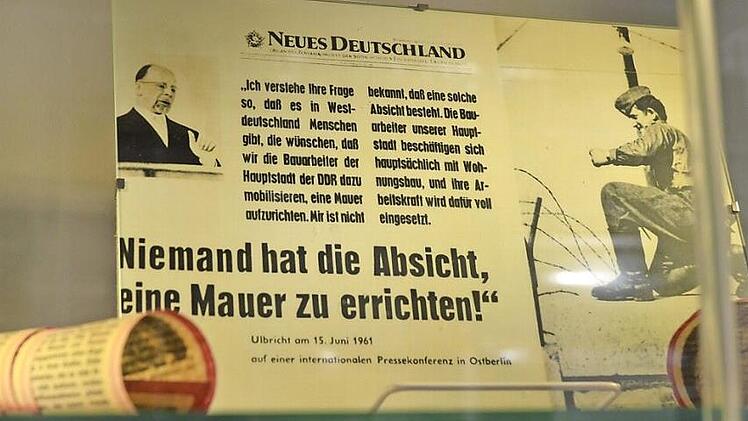 NEUES DEUTSCHLAND
„Ich verstehe Ihre Frage
so, daß es in West-
deutschland Menschen
gibt, die wünschen, daß
wir die Bauarbeiter der
Hauptstadt der DDR dazu
mobilisieren, eine Mauer
aufzurichten. Mir ist nicht
bekannt, daß eine solche
Absicht besteht. Die Bau-
arbeiter unserer Haupt-
stadt beschäftigen sich
hauptsächlich mit Woh-
nungsbau, und ihre Ar-
beitskraft wird dafür voll
eingesetzt.
Niemand hat die Absicht,
eine Mauer zu errichten!“
Ulbricht am 15. Juni 1961
auf einer internationalen Pressekonferenz in Ostberlin